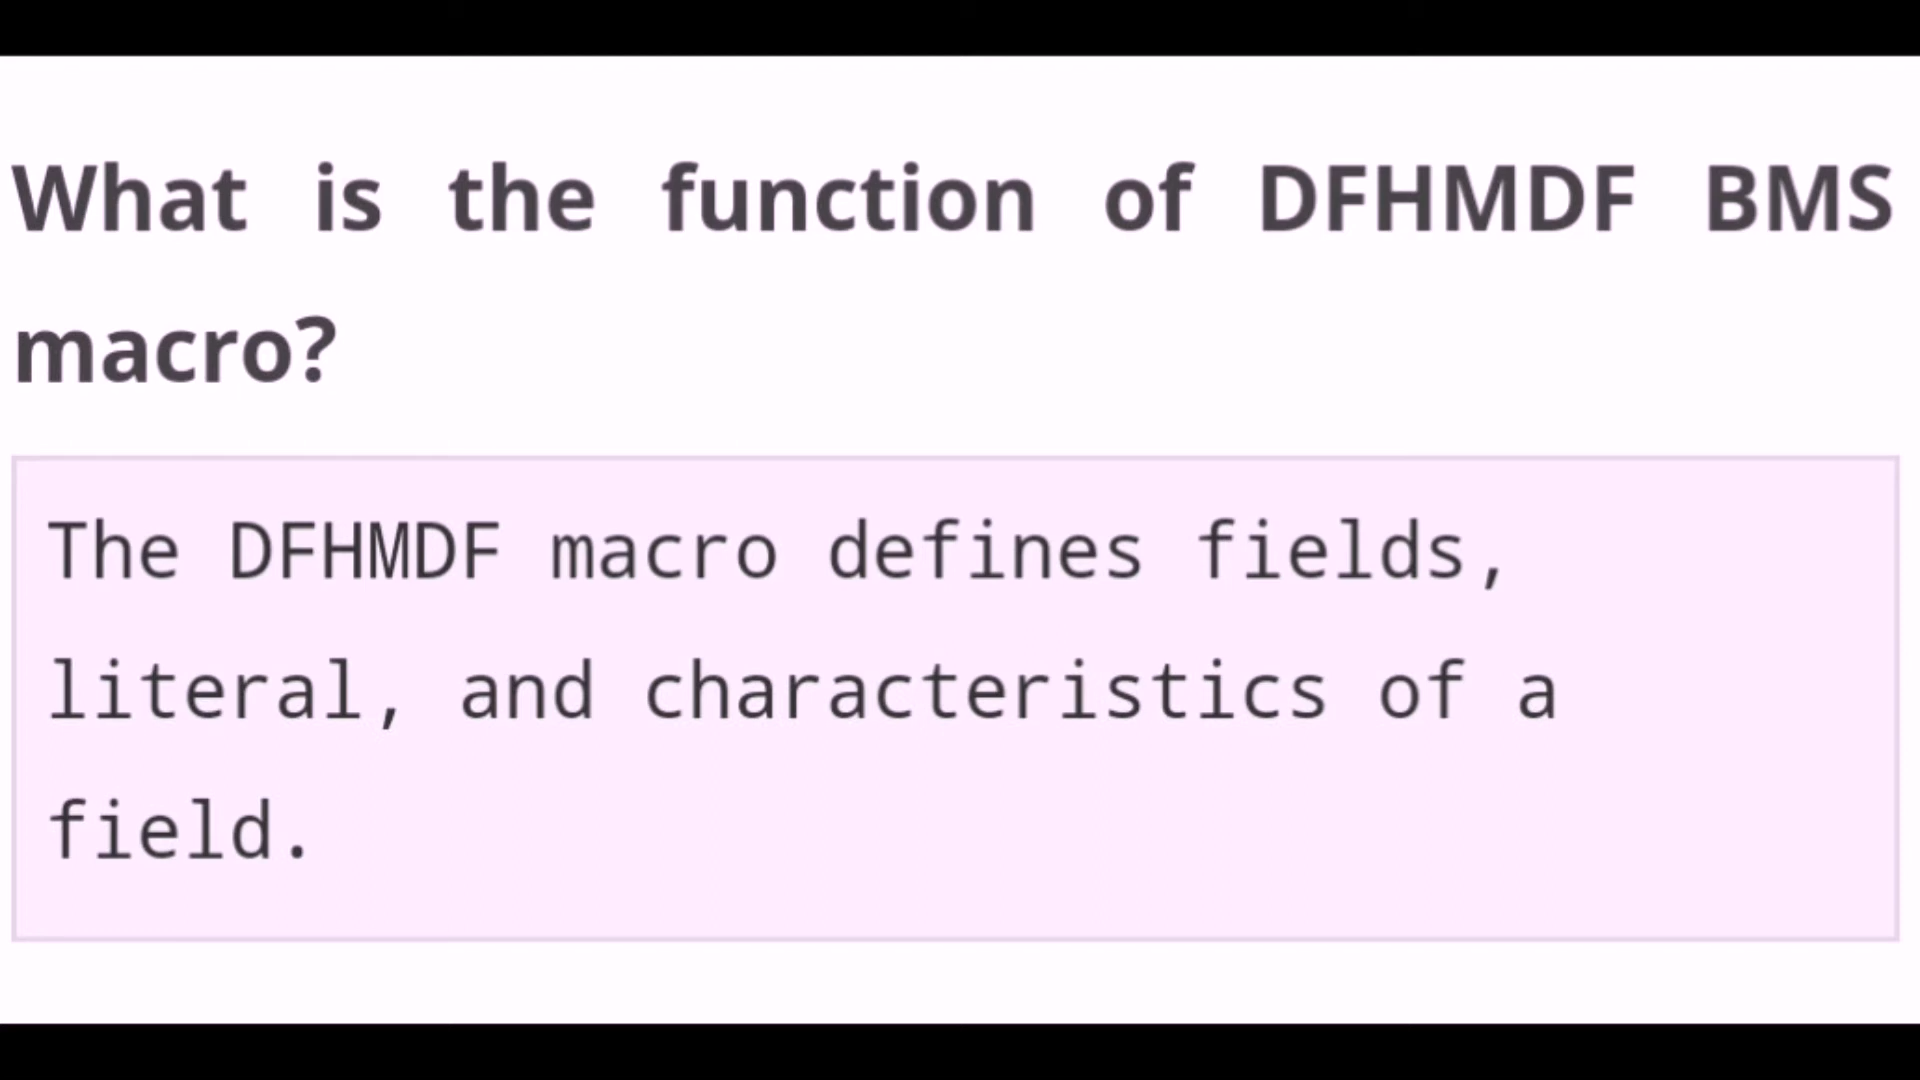 What is the function of DFHMDF BMS
macro?
The DFHMDF macro defines fields,
literal, and characteristics of a
field.